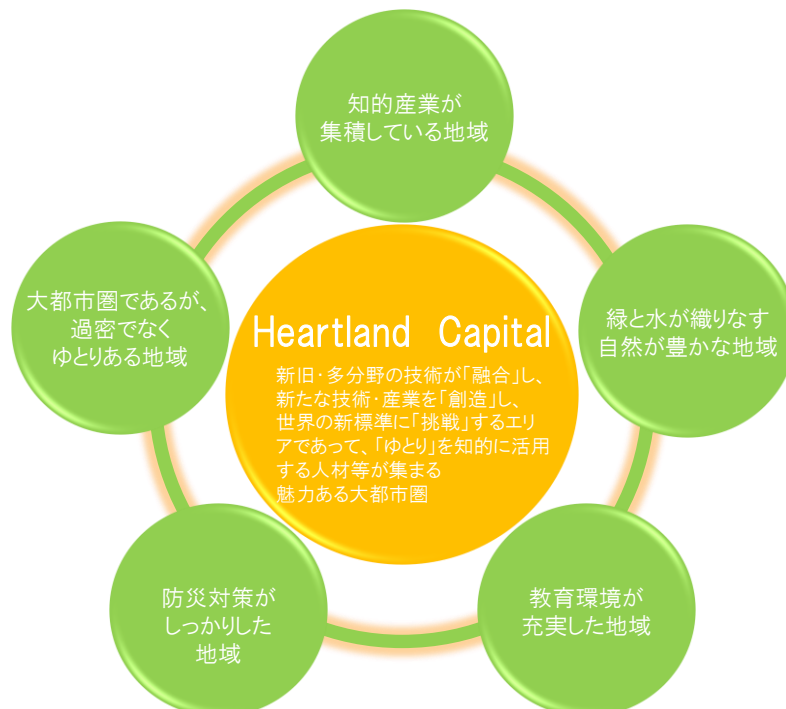 知的産業が
集積している地域
大都市圏であるが、
過密でなく
ゆとりある地域
緑と水が織りなす
自然が豊かな地域
Heartland Capital
新旧・多分野の技術が「融合」し、
新たな技術・産業を「創造」し、
世界の新標準に「挑戦」するエリ
アであって、「ゆとり」を知的に活用
する人材等が集まる
魅力ある大都市圏
防災対策が
しっかりした
地域
教育環境が
充実した地域